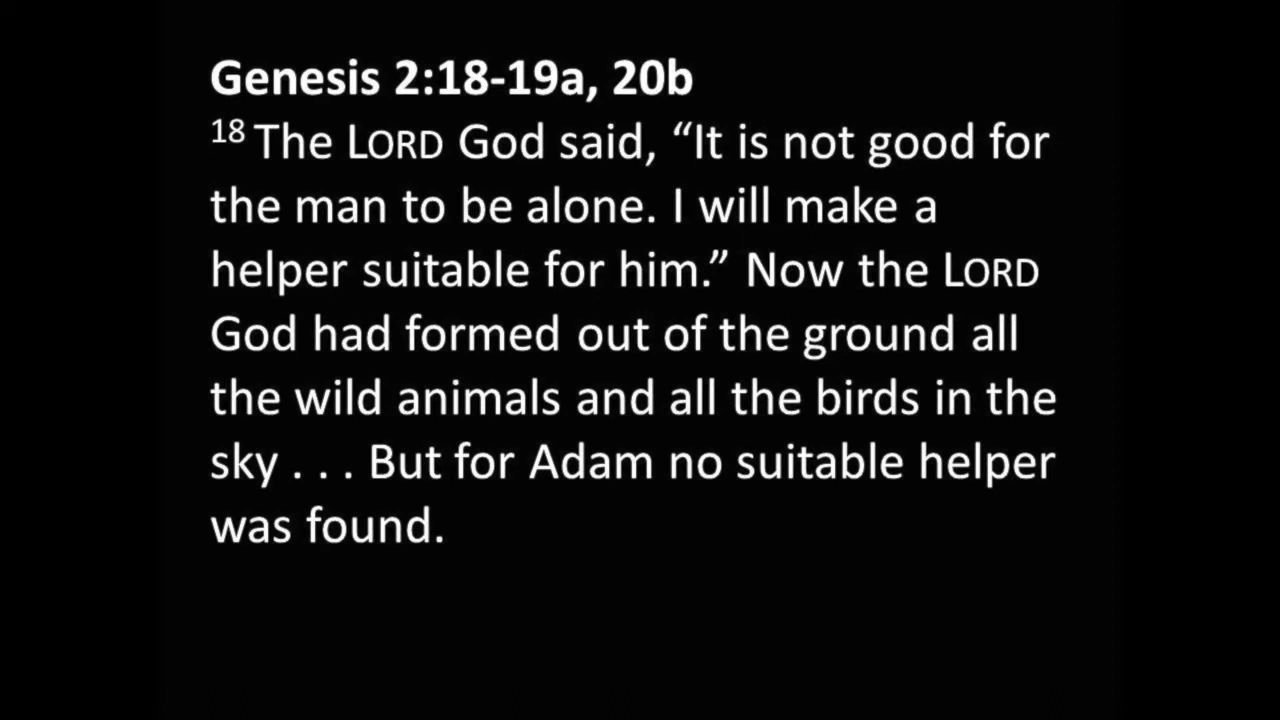 Genesis 2:18-19a, 20b
18 The LORD God said, “It is not good for
the man to be alone. I will make a
helper suitable for him.” Now the LORD
God had formed out of the ground all
the wild animals and all the birds in the
sky . . . But for Adam no suitable helper
was found.